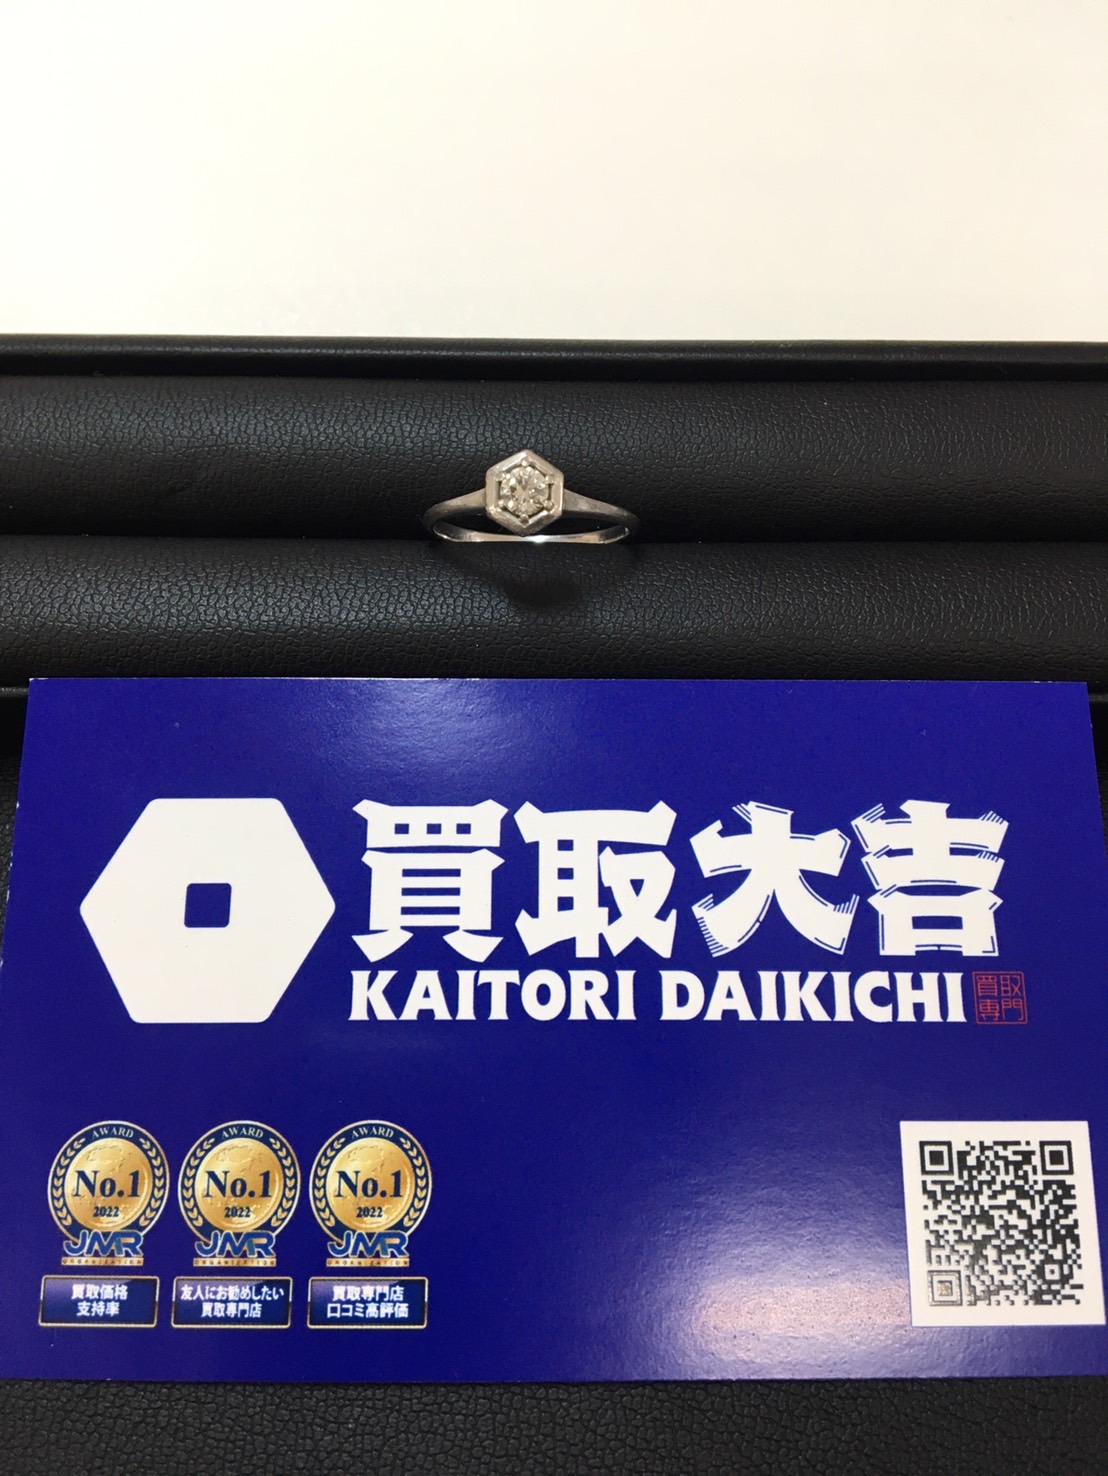 買取大吉
KAITORI DAIKICHI
買取
専門
AWARD
No.1
2022
JMR
ORGANIZATION
買取価格
支持率
AWARD
No.1
2022
JMR
ORGANIZATION
友人にお勧めしたい
買取専門店
AWARD
No.1
2022
JMR
ORGANIZATION
買取専門店
口コミ高評価